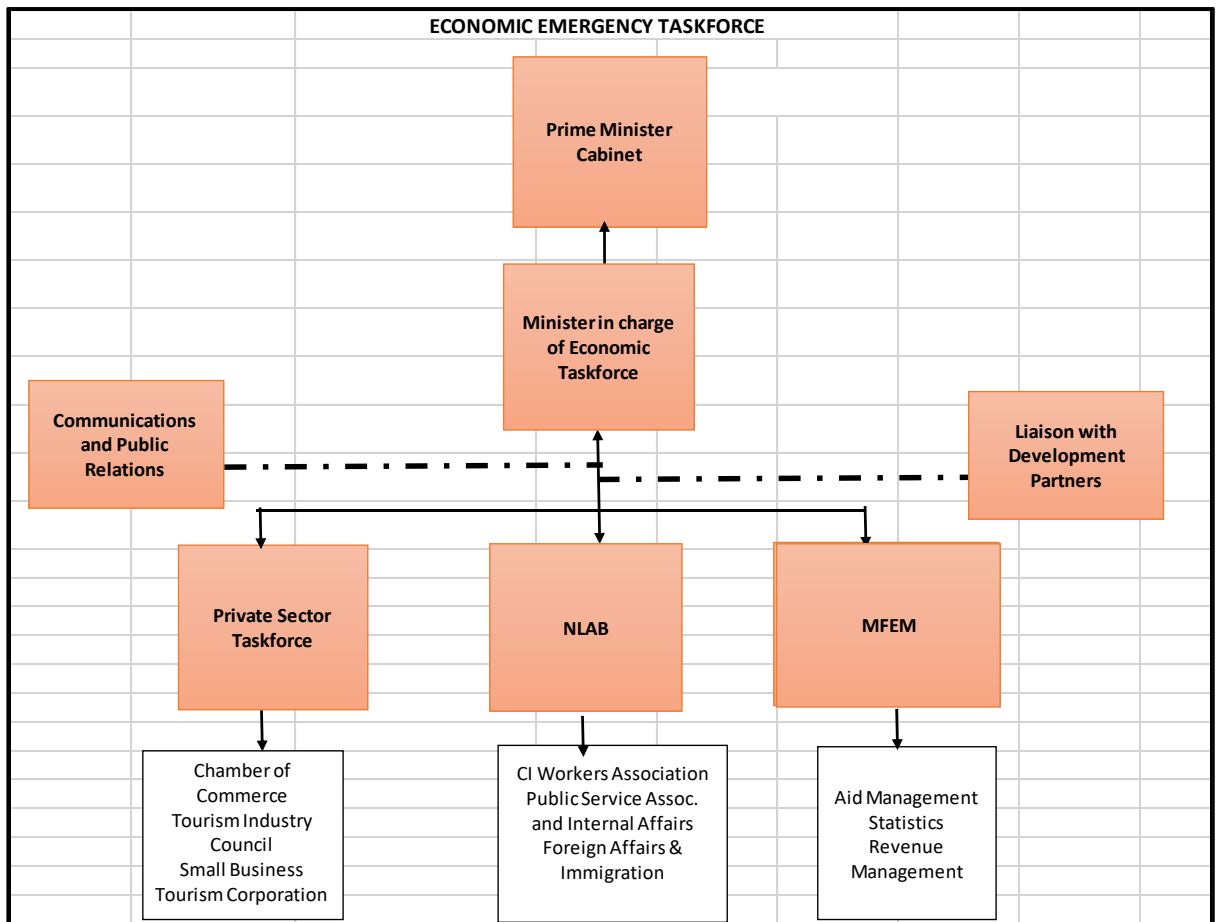 ECONOMIC EMERGENCY TASKFORCE
Prime Minister
Cabinet
Minister in charge
of Economic
Taskforce
Communications
and Public
Relations
Liaison with
Development
Partners
Private Sector
Taskforce
NLAB
MFEM
Chamber of
Commerce
Tourism Industry
Council
Small Business
Tourism Corporation
CI Workers Association
Public Service Assoc.
and Internal Affairs
Foreign Affairs &
Immigration
Aid Management
Statistics
Revenue
Management